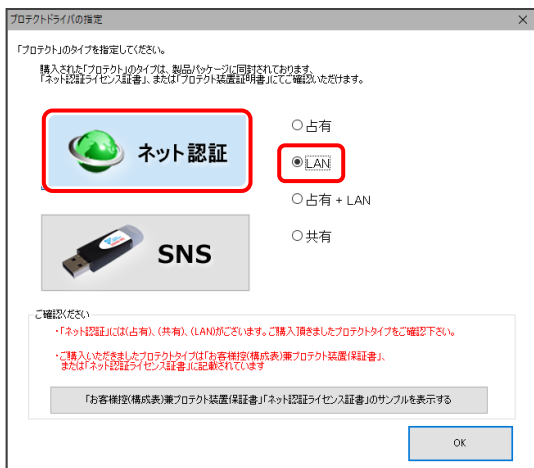 プロテクトドライバの指定
「プロテクト」のタイプを指定してください。
購入された「プロテクト」のタイプは、製品パッケージに同封されております、
「ネット認証ライセンス証書」、または「プロテクト装置証明書」にてご確認いただけます。
ネット認証
占有
LAN
占有 + LAN
共有
SNS
ご確認ください
・「ネット認証」には(占有)、(共有)、(LAN)がございます。ご購入頂きましたプロテクトタイプをご確認下さい。
・ご購入いただきましたプロテクトタイプは「お客様控(構成表)兼プロテクト装置保証書」、
または「ネット認証ライセンス証書」に記載されています
「お客様控(構成表)兼プロテクト装置保証書」「ネット認証ライセンス証書」のサンプルを表示する
OK